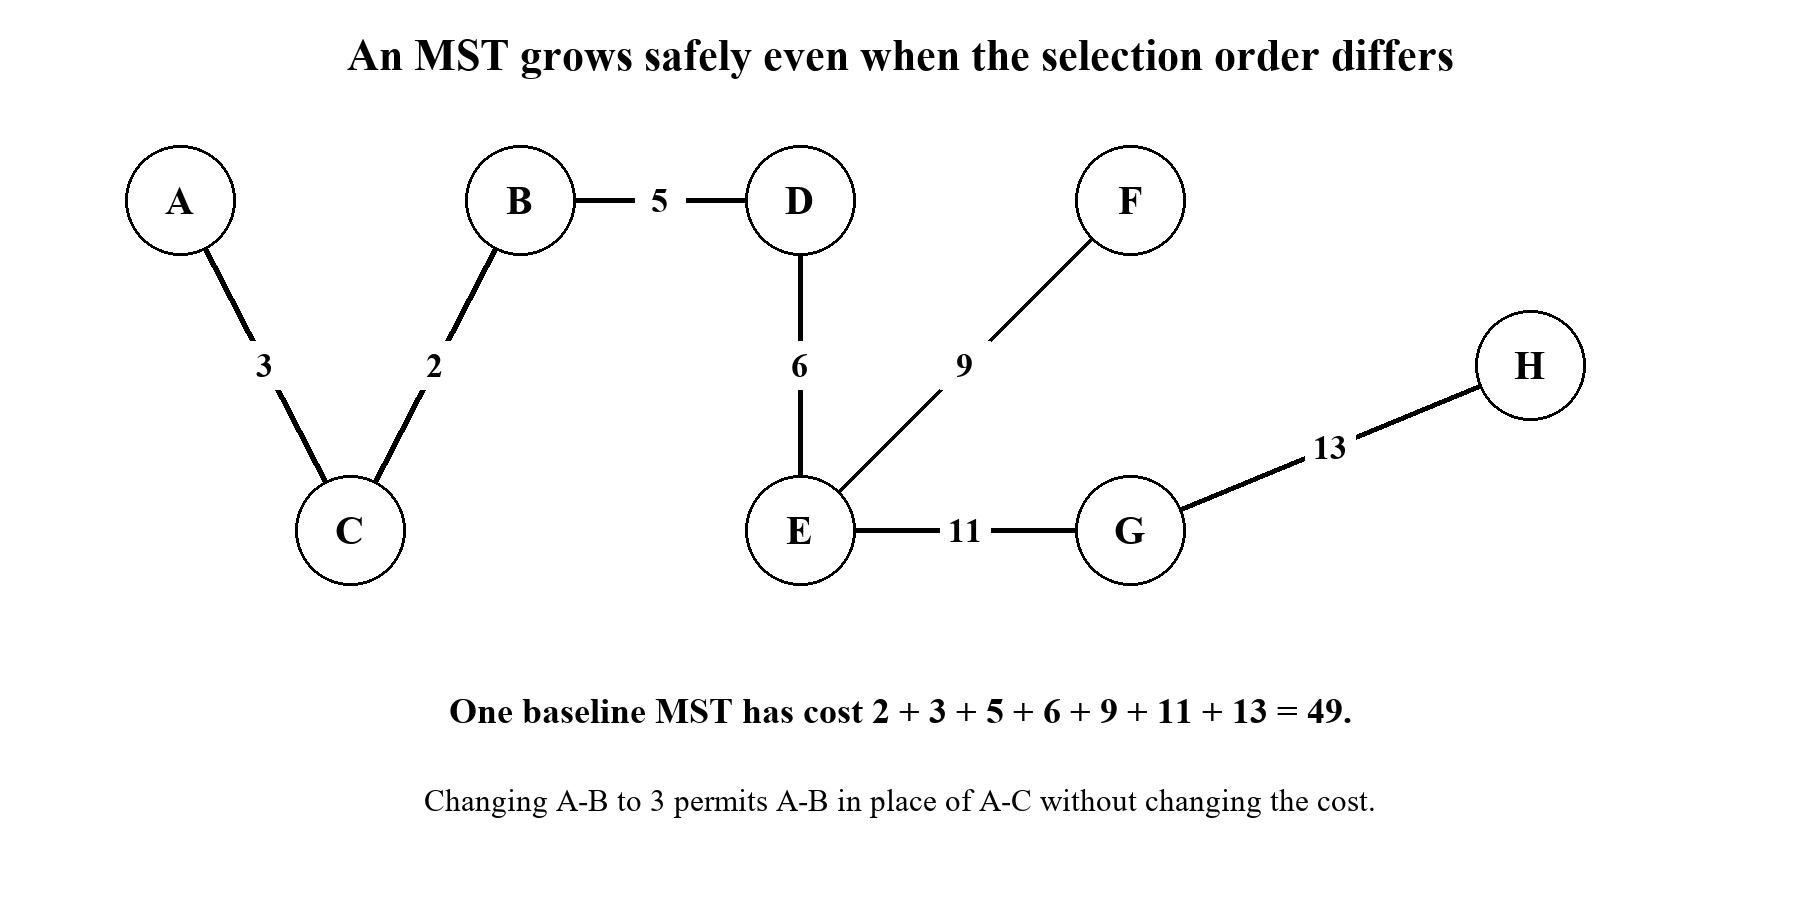 An MST grows safely even when the selection order differs
A
B
5
D
F
3
2
6
9
H
13
C
E
11
G
One baseline MST has cost 2 + 3 + 5 + 6 + 9 + 11 + 13 = 49.
Changing A-B to 3 permits A-B in place of A-C without changing the cost.